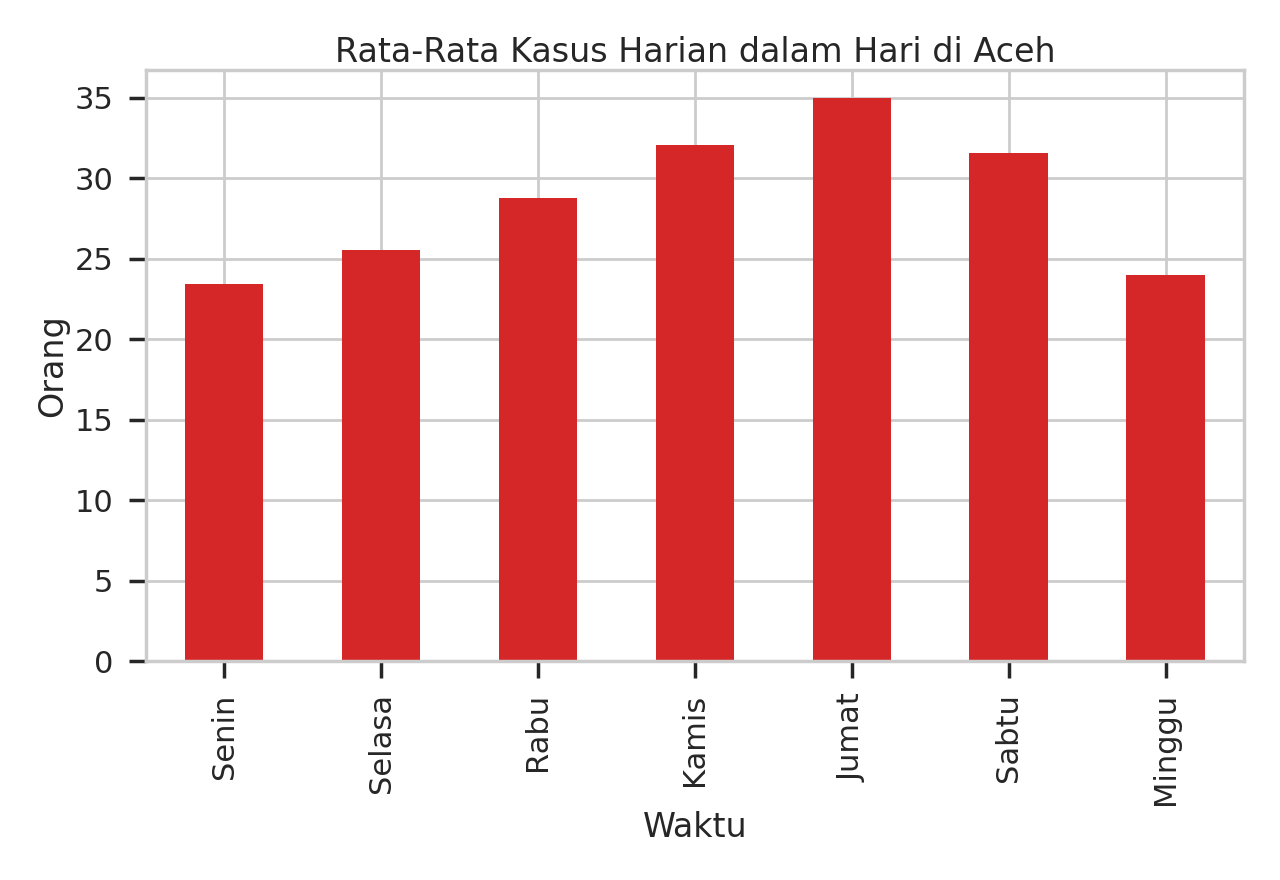 Rata-Rata Kasus Harian dalam Hari di Aceh
35
30
25
20
15
10
5
0
Orang
Senin
Selasa
Rabu
Kamis
Jumat
Sabtu
Minggu
Waktu